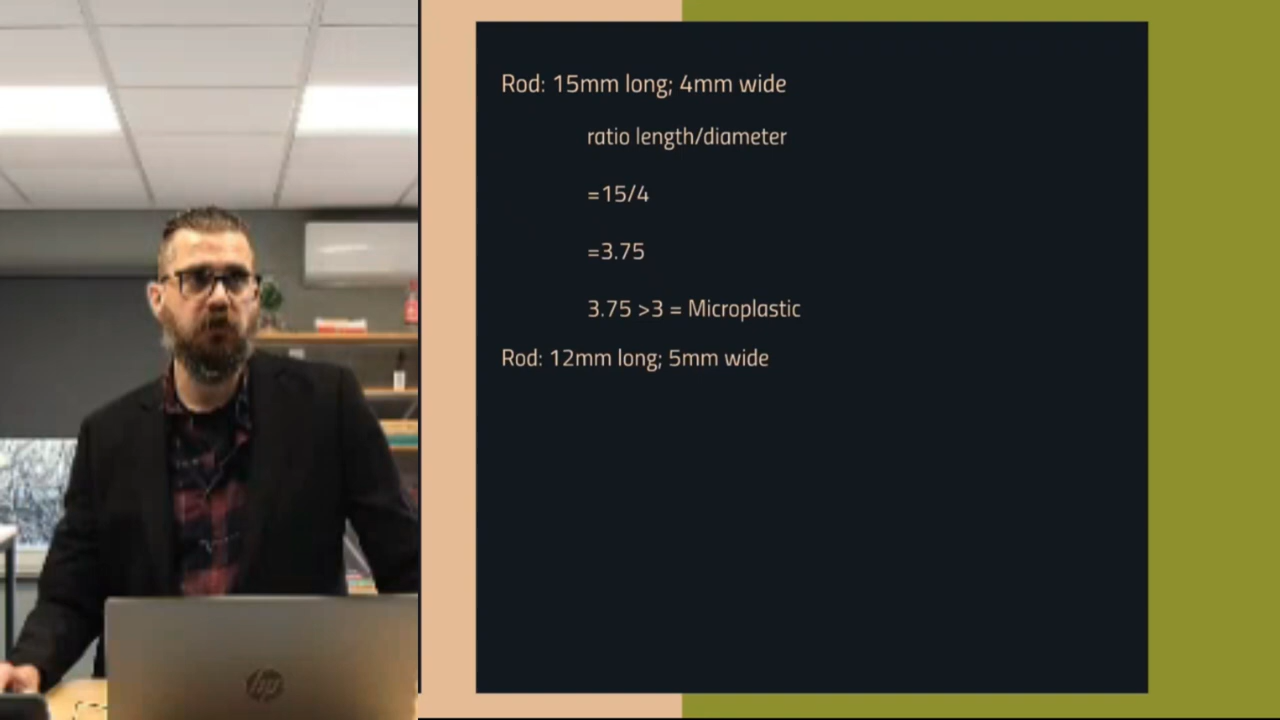 Rod: 15mm long; 4mm wide
ratio length/diameter
=15/4
=3.75
3.75 >3 = Microplastic
Rod: 12mm long; 5mm wide
hp